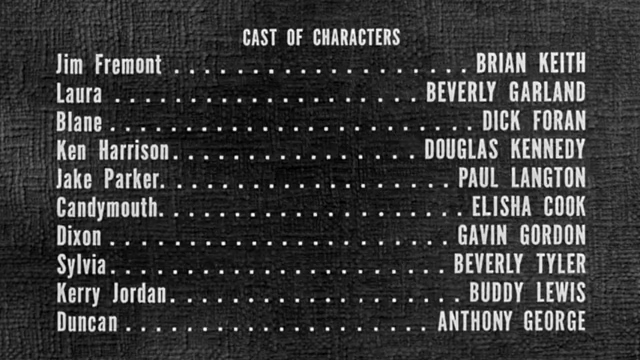 CAST OF CHARACTERS
Jim Fremont . . . . . . . . . . . . . . . . . . . . BRIAN KEITH
Laura . . . . . . . . . . . . . . . . . . . . . BEVERLY GARLAND
Blane . . . . . . . . . . . . . . . . . . . . . . . . . DICK FORAN
Ken Harrison. . . . . . . . . . . . . . . . . DOUGLAS KENNEDY
Jake Parker. . . . . . . . . . . . . . . . . . . . PAUL LANGTON
Candymouth. . . . . . . . . . . . . . . . . . . . . ELISHA COOK
Dixon . . . . . . . . . . . . . . . . . . . . . . . GAVIN GORDON
Sylvia. . . . . . . . . . . . . . . . . . . . . . . BEVERLY TYLER
Kerry Jordan. . . . . . . . . . . . . . . . . . . . BUDDY LEWIS
Duncan . . . . . . . . . . . . . . . . . . . . . ANTHONY GEORGE